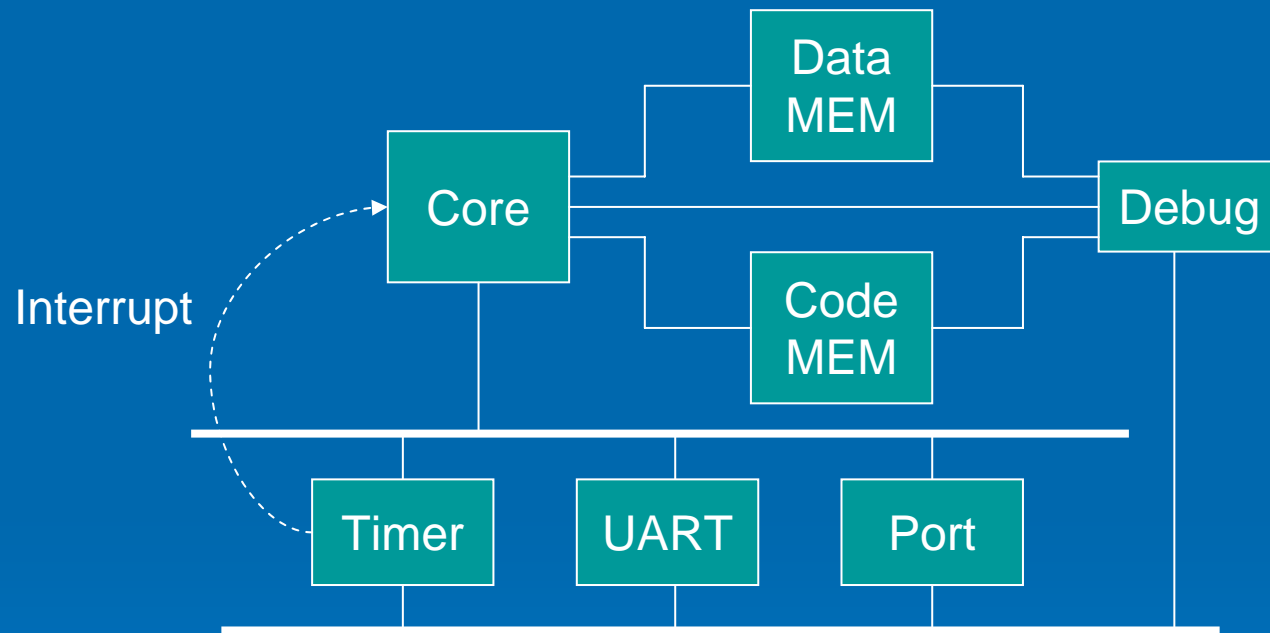 Data
MEM
Core
Debug
Interrupt
Code
MEM
Timer
UART
Port